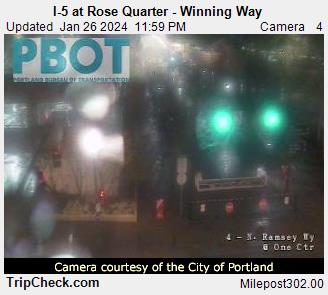 I-5 at Rose Quarter - Winning Way
Updated Jan 26 2024 11:59 PM Camera 4
PBOT
PORTLAND BUREAU OF TRANSPORTATION
4 - N. Ramsey Wy
@ One Ctr
Camera courtesy of the City of Portland
TripCheck.com Milepost302.00